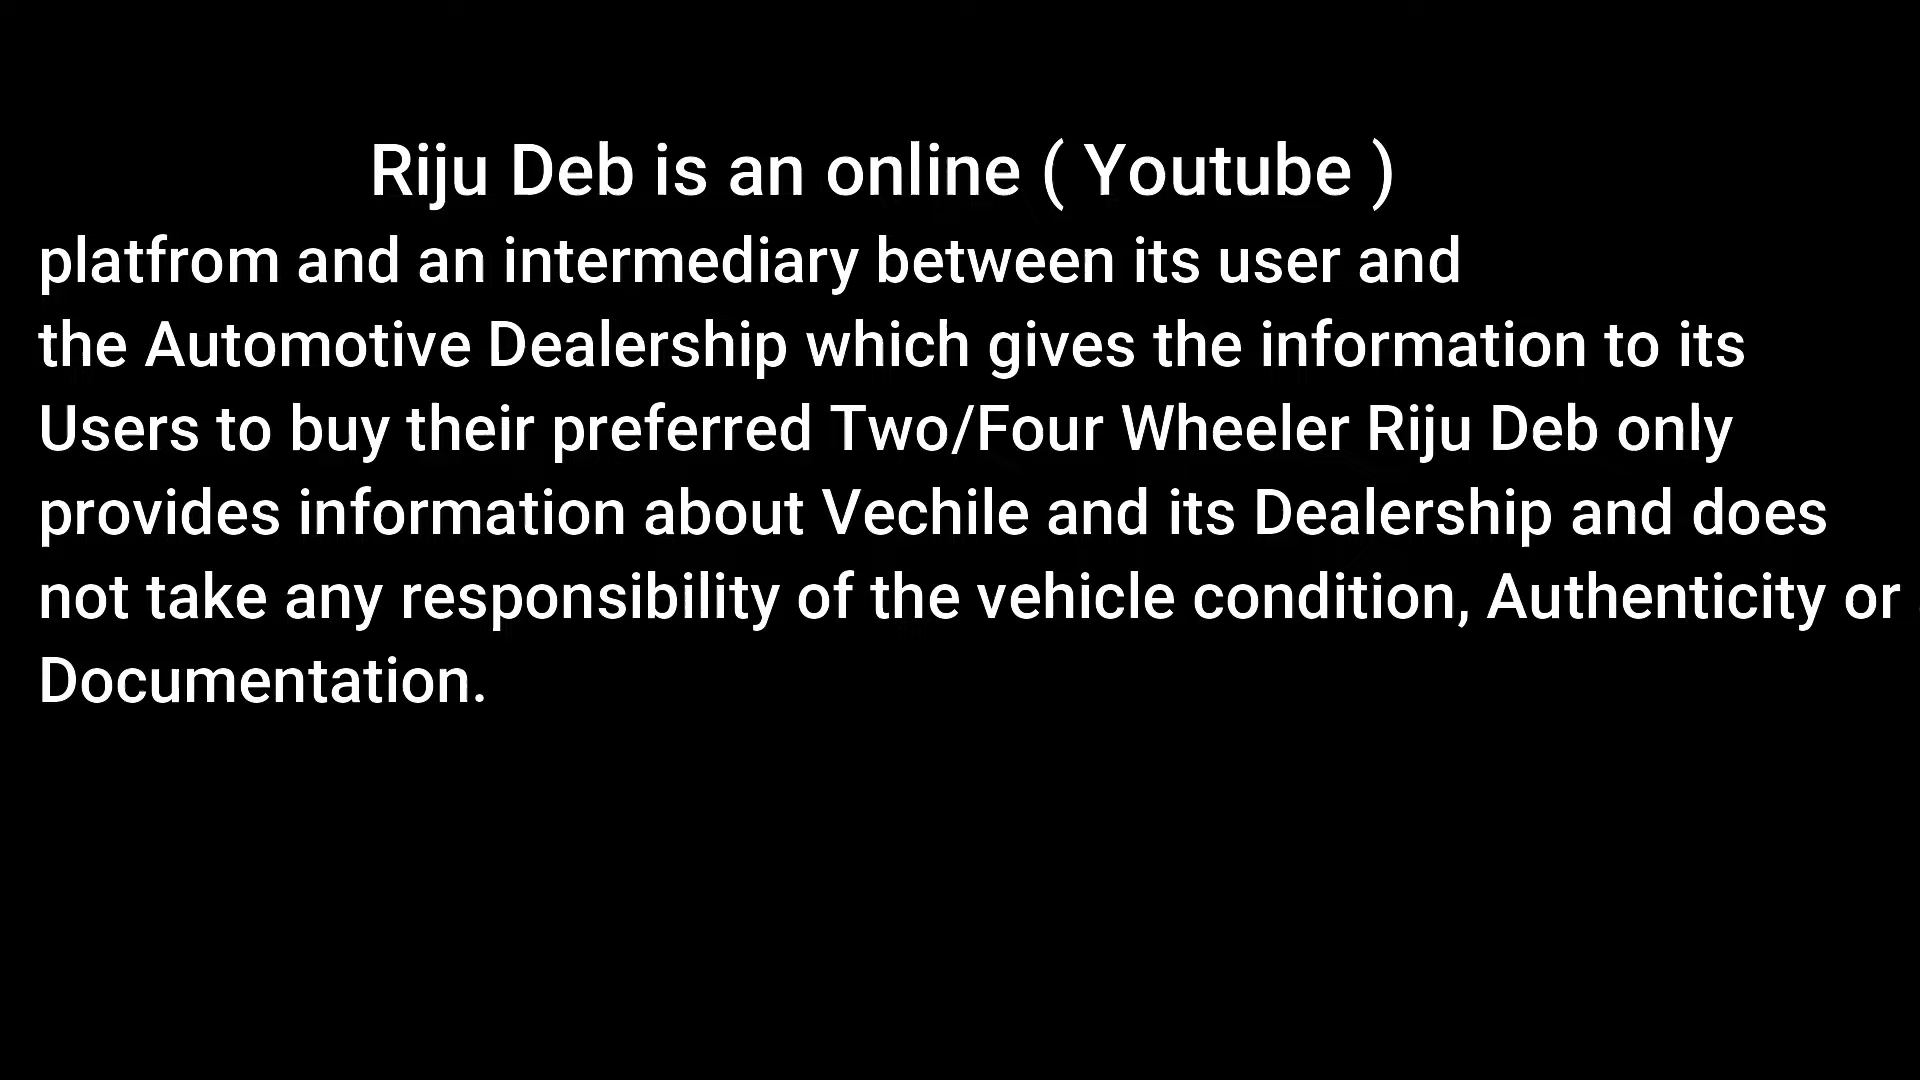 Riju Deb is an online ( Youtube )
platfrom and an intermediary between its user and
the Automotive Dealership which gives the information to its
Users to buy their preferred Two/Four Wheeler Riju Deb only
provides information about Vechile and its Dealership and does
not take any responsibility of the vehicle condition, Authenticity or
Documentation.